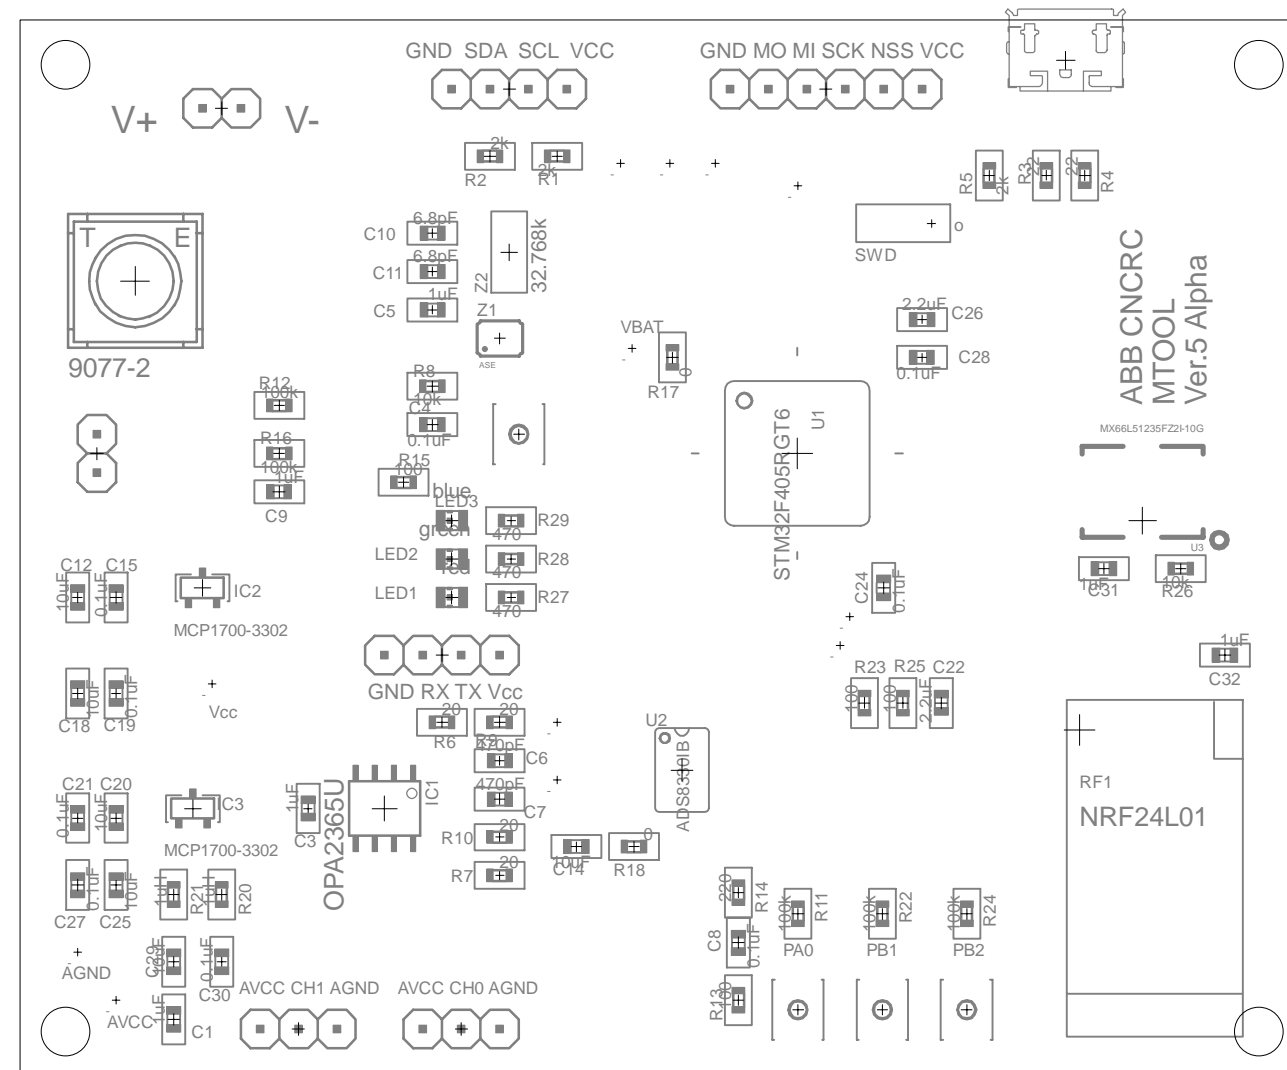 GND SDA SCL VCC
GND MO MI SCK NSS VCC
V+
V-
2k
R2
2k
R1
R5
2k
R3
22
22
R4
T E
9077-2
6.8pF
C10
6.8pF
C11
1uF
C5
Z2
32.768k
Z1
ASE
SWD
o
ABB CNCRC
MTOOL
Ver.5 Alpha
2.2uF
C26
C28
0.1uF
VBAT
R17
0
R12
100k
R8
10k
C4
0.1uF
R16
100k
1uF
C9
R15
100
STM32F405RGT6
U1
MX66L51235FZ2I-10G
U3
blue
LED3
green
LED2
red
LED1
R29
470
R28
470
R27
470
C12
10uF
C15
0.1uF
IC2
MCP1700-3302
C24
0.1uF
1uF
C31
10k
R26
1uF
C32
GND RX TX Vcc
C18
10uF
C19
0.1uF
Vcc
20
R6
20
R9
470pF
C6
470pF
C7
R10
20
R7
20
U2
ADS8330IB
R23
100
R25
100
C22
2.2uF
RF1
NRF24L01
C21
0.1uF
C20
10uF
IC3
MCP1700-3302
1uF
C3
OPA2365U
IC1
10uF
C14
0
R18
C27
0.1uF
C25
10uF
1uH
R21
1uH
R20
220
R14
100k
R11
100k
R22
100k
R24
C8
0.1uF
PA0
PB1
PB2
AGND
C29
10uF
0.1uF
C30
AVCC
1uF
C1
AVCC CH1 AGND
AVCC CH0 AGND
R13
100